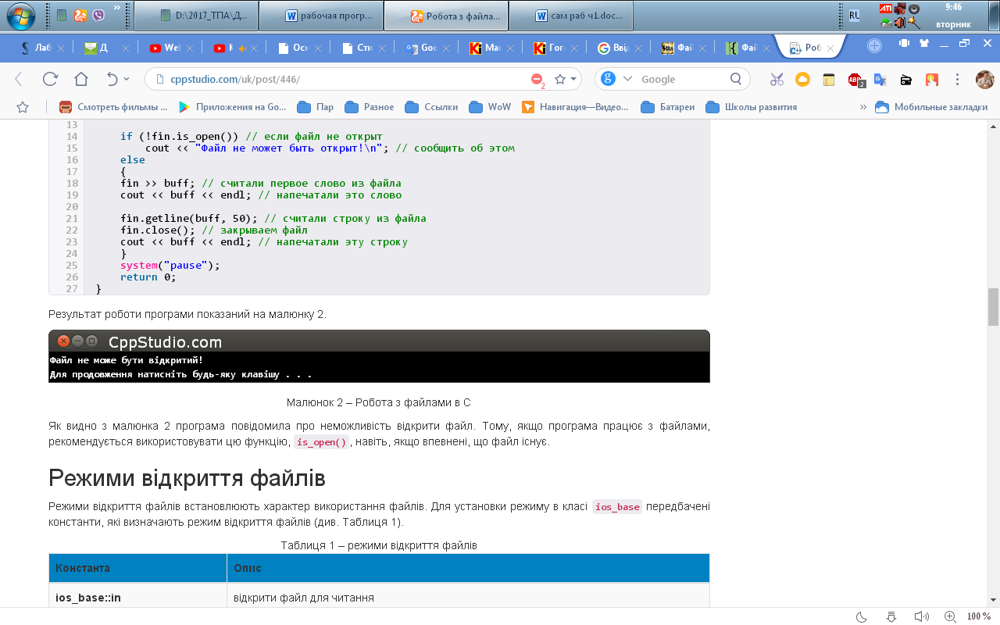 RU
9:46
вторник
»
D:\2017_ТПА\Д...
рабочая прогр...
Робота з файла...
сам раб ч1.doc...
Лаб
Д
Wel
Осн
Сти
Goo
Ма
Гог
Ввід
Фай
Фай
Роб
cppstudio.com/uk/post/446/
2
Google
ABP
2
Смотреть фильмы ...
Приложения на Go...
Пар
Разное
Ссылки
WoW
Навигация—Видео...
Батареи
Школы развития
»
Мобильные закладки
13
14 if (!fin.is_open()) // если файл не открыт
15 cout << "Файл не может быть открыт!\n"; // сообщить об этом
16 else
17 {
18 fin >> buff; // считали первое слово из файла
19 cout << buff << endl; // напечатали это слово
20
21 fin.getline(buff, 50); // считали строку из файла
22 fin.close(); // закрываем файл
23 cout << buff << endl; // напечатали эту строку
24 }
25 system("pause");
26 return 0;
27 }
Результат роботи програми показаний на малюнку 2.
CppStudio.com
Файл не може бути відкритий!
Для продовження натисніть будь-яку клавішу . . .
Малюнок 2 – Робота з файлами в С
Як видно з малюнка 2 програма повідомила про неможливість відкрити файл. Тому, якщо програма працює з файлами,
рекомендується використовувати цю функцію, is_open(), навіть, якщо впевнені, що файл існує.
Режими відкриття файлів
Режими відкриття файлів встановлюють характер використання файлів. Для установки режиму в класі ios_base передбачені
константи, які визначають режим відкриття файлів (див. Таблиця 1).
Таблиця 1 – режими відкриття файлів
Константа Опис
ios_base::in відкрити файл для читання
100 %